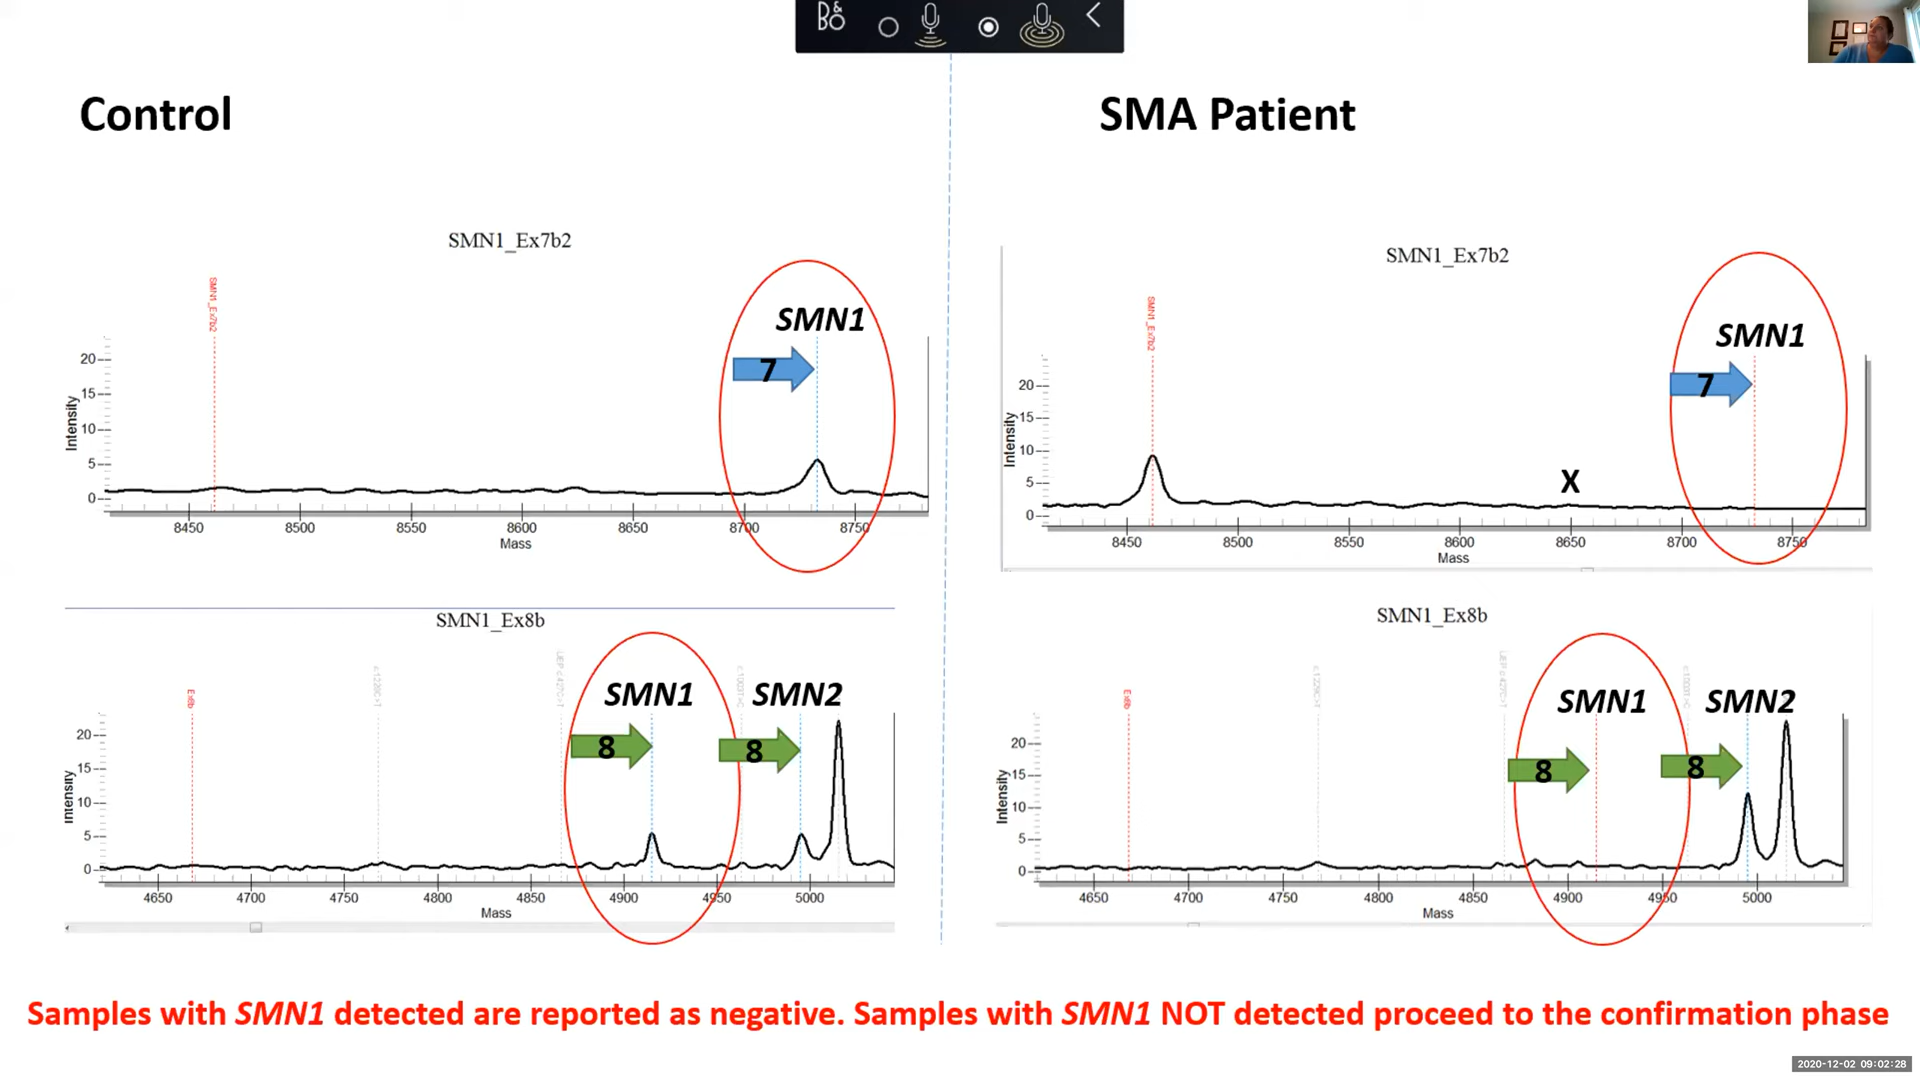 B&O
Control
SMA Patient
SMN1_Ex7b2
SMN1_Ex7b2
SMN1
7
20
15
10
5
0
Intensity
8450 8500 8550 8600 8650 8700 8750
Mass
SMN1_Ex7b2
SMN1_Ex7b2
SMN1
7
X
20
15
10
5
0
Intensity
8450 8500 8550 8600 8650 8700 8750
Mass
SMN1_Ex8b
Ex8b
SMN1 SMN2
8 8
20
15
10
5
0
Intensity
4650 4700 4750 4800 4850 4900 4950 5000
Mass
SMN1_Ex8b
Ex8b
SMN1 SMN2
8 8
20
15
10
5
0
Intensity
4650 4700 4750 4800 4850 4900 4950 5000
Mass
Samples with SMN1 detected are reported as negative. Samples with SMN1 NOT detected proceed to the confirmation phase
2020-12-02 09:02:28